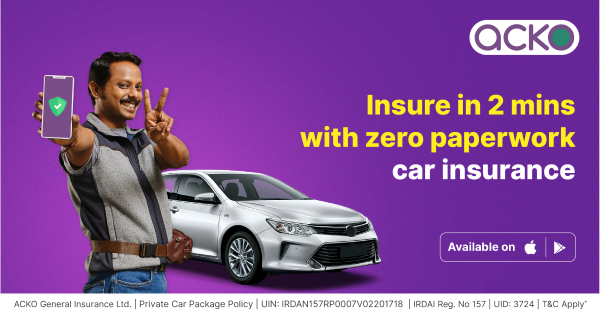 acko
Insure in 2 mins
with zero paperwork
car insurance
Available on
ACKO General Insurance Ltd. | Private Car Package Policy | UIN: IRDAN157RP0007V02201718 | IRDAI Reg. No 157 | UID: 3724 | T&C Apply*